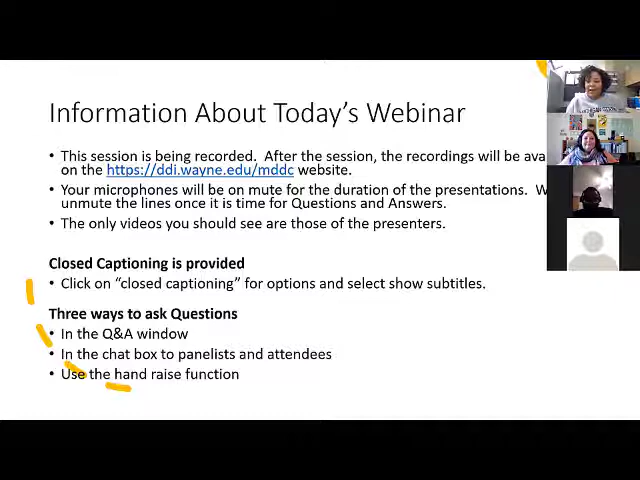 Information About Today's Webinar
• This session is being recorded. After the session, the recordings will be
on the https://ddi.wayne.edu/mddc website.
• Your microphones will be on mute for the duration of the presentations.
unmute the lines once it is time for Questions and Answers.
• The only videos you should see are those of the presenters.
Closed Captioning is provided
• Click on "closed captioning" for options and select show subtitles.
Three ways to ask Questions
• In the Q&A window
• In the chat box to panelists and attendees
• Use the hand raise function